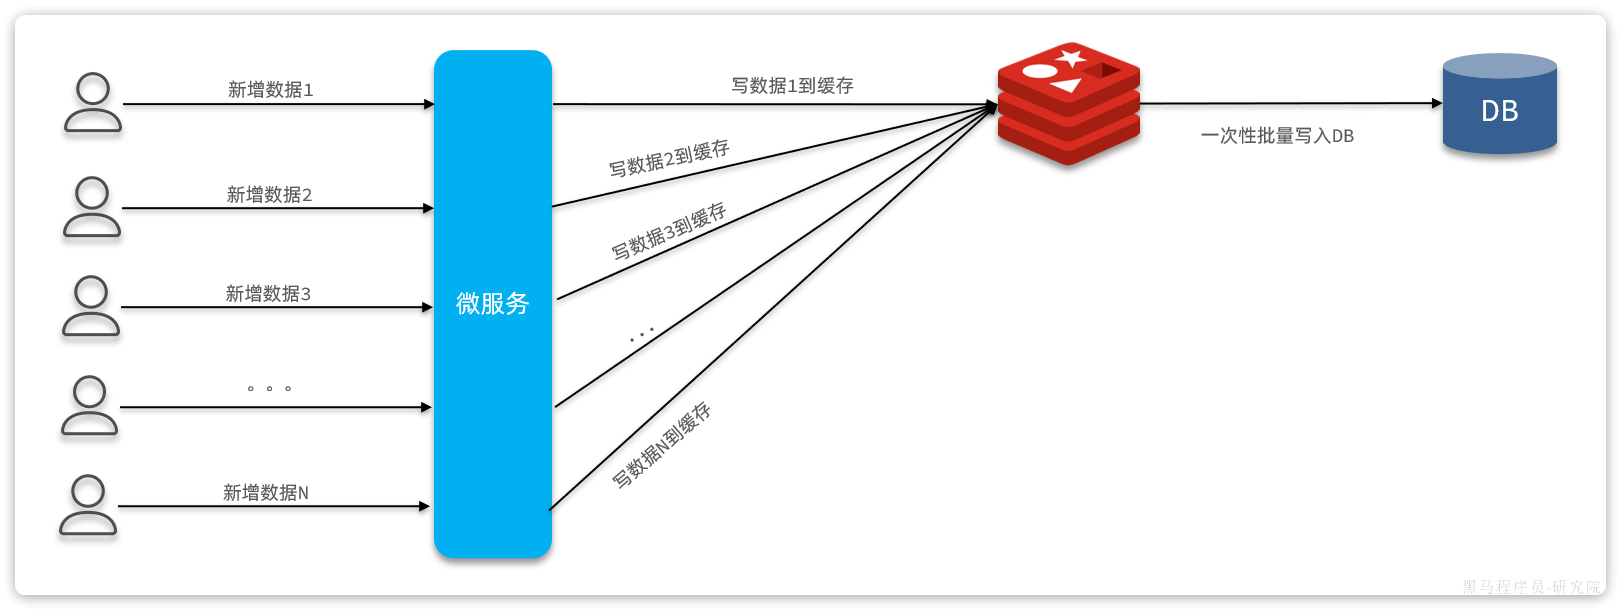 新增数据1
写数据1到缓存
DB
一次性批量写入DB
写数据2到缓存
新增数据2
写数据3到缓存
新增数据3
微服务
...
。。。
写数据N到缓存
新增数据N
黑马程序员-研究院